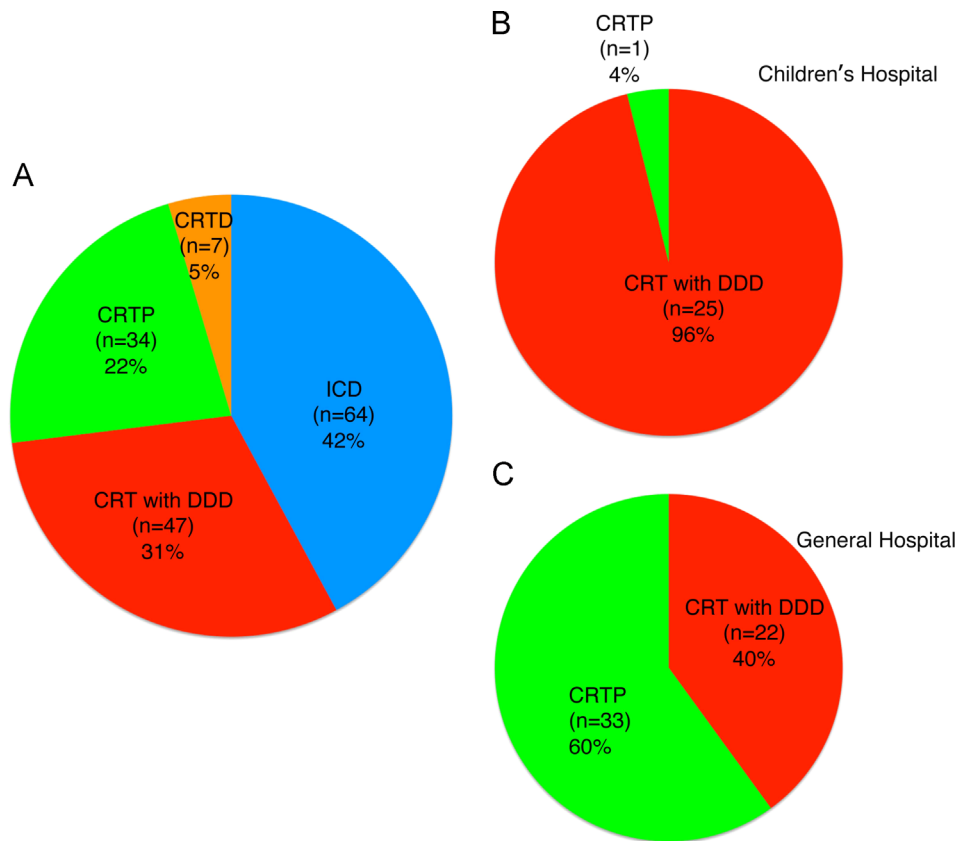 A
CRTD
(n=7)
5%
CRTP
(n=34)
22%
ICD
(n=64)
42%
CRT with DDD
(n=47)
31%
B
CRTP
(n=1)
4%
Children′s Hospital
CRT with DDD
(n=25)
96%
C
General Hospital
CRT with DDD
(n=22)
40%
CRTP
(n=33)
60%